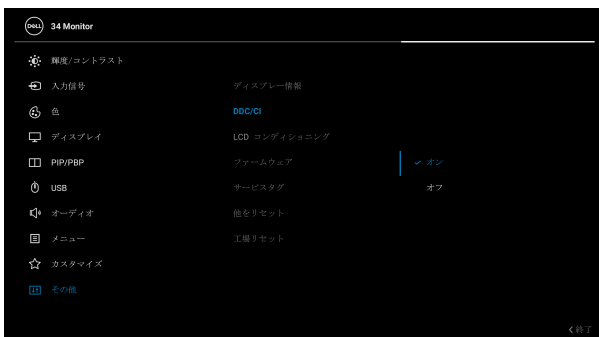 DELL 34 Monitor
輝度/コントラスト
入力信号
色
ディスプレイ
PIP/PBP
USB
オーディオ
メニュー
カスタマイズ
その他
ディスプレー情報
DDC/CI
LCD コンディショニング
ファームウェア
サービスタグ
他をリセット
工場リセット
オン
オフ
終了